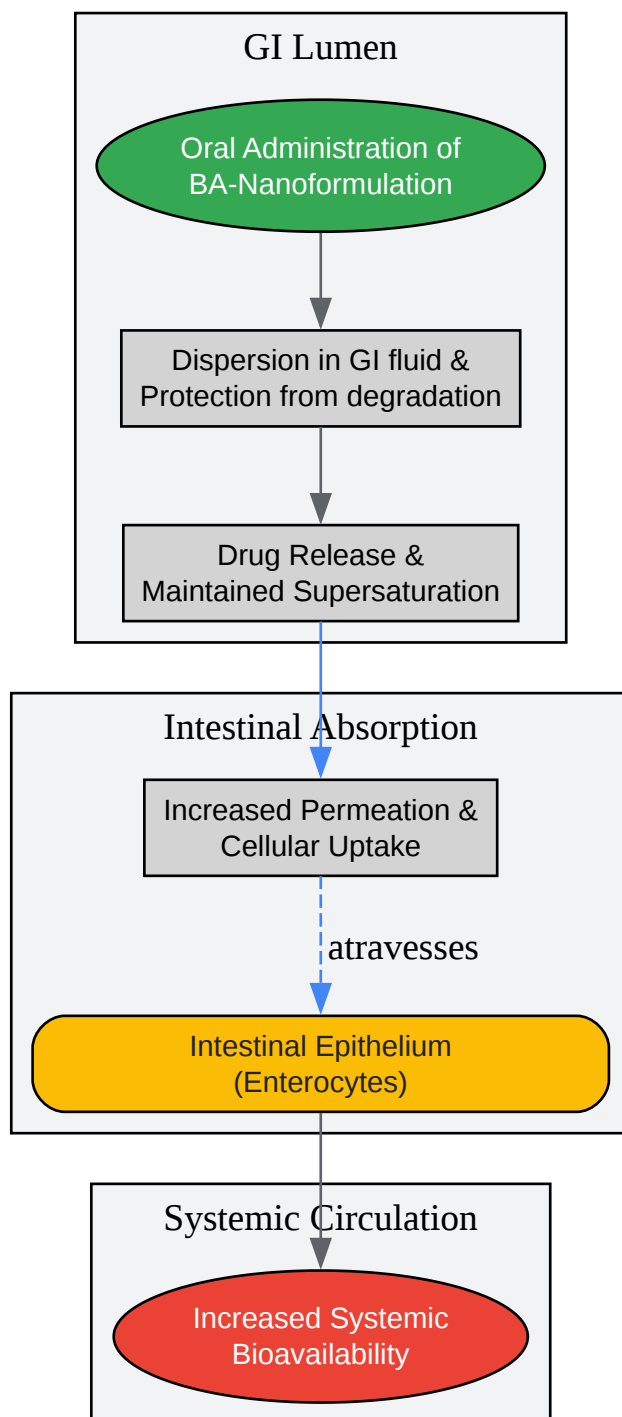 GI Lumen
Oral Administration of
BA-Nanoformulation
Dispersion in GI fluid &
Protection from degradation
Drug Release &
Maintained Supersaturation
Intestinal Absorption
Increased Permeation &
Cellular Uptake
atravesses
Intestinal Epithelium
(Enterocytes)
Systemic Circulation
Increased Systemic
Bioavailability